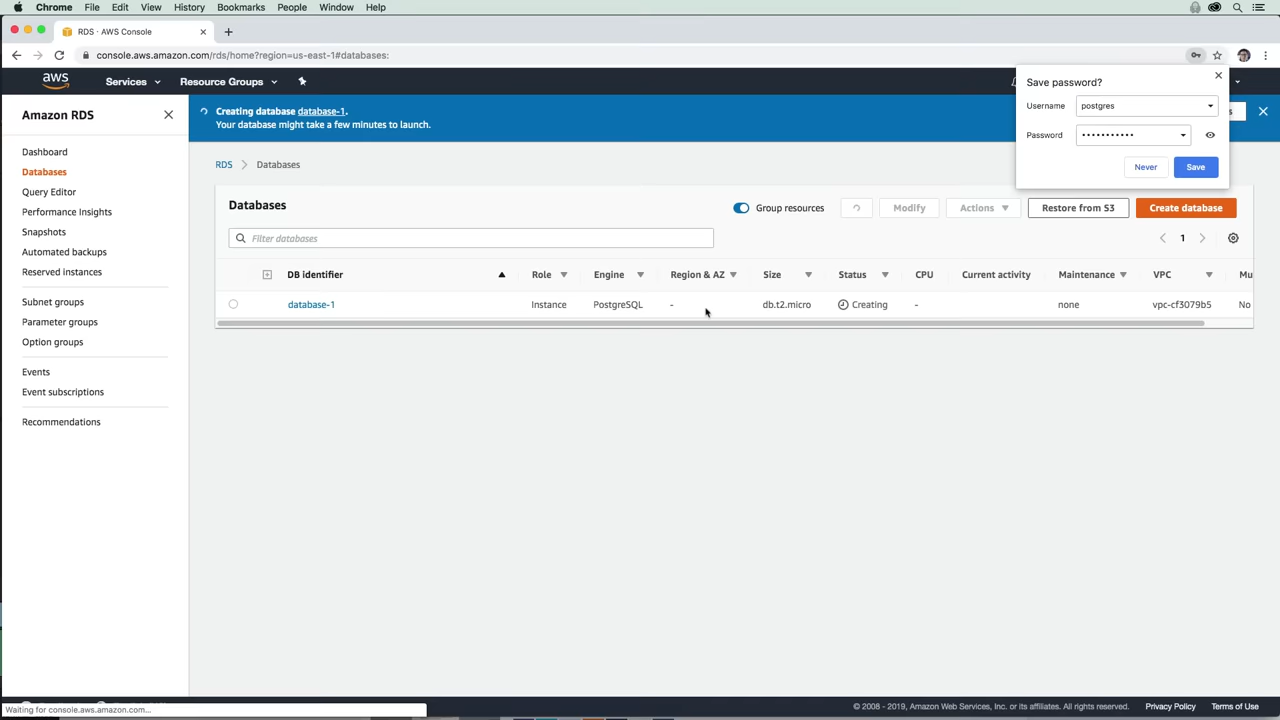 Chrome File Edit View History Bookmarks People Window Help
RDS · AWS Console
console.aws.amazon.com/rds/home?region=us-east-1#databases:
aws Services Resource Groups
Save password?
Username postgres
Password •••••••••••
Never Save
Amazon RDS
Dashboard
Databases
Query Editor
Performance Insights
Snapshots
Automated backups
Reserved instances
Subnet groups
Parameter groups
Option groups
Events
Event subscriptions
Recommendations
Creating database database-1.
Your database might take a few minutes to launch.
RDS > Databases
Databases
Group resources Modify Actions Restore from S3 Create database
Filter databases
1
DB identifier Role Engine Region & AZ Size Status CPU Current activity Maintenance VPC Mu
database-1 Instance PostgreSQL - db.t2.micro Creating - none vpc-cf3079b5 No
Waiting for console.aws.amazon.com...
© 2008 - 2019, Amazon Web Services, Inc. or its affiliates. All rights reserved. Privacy Policy Terms of Use